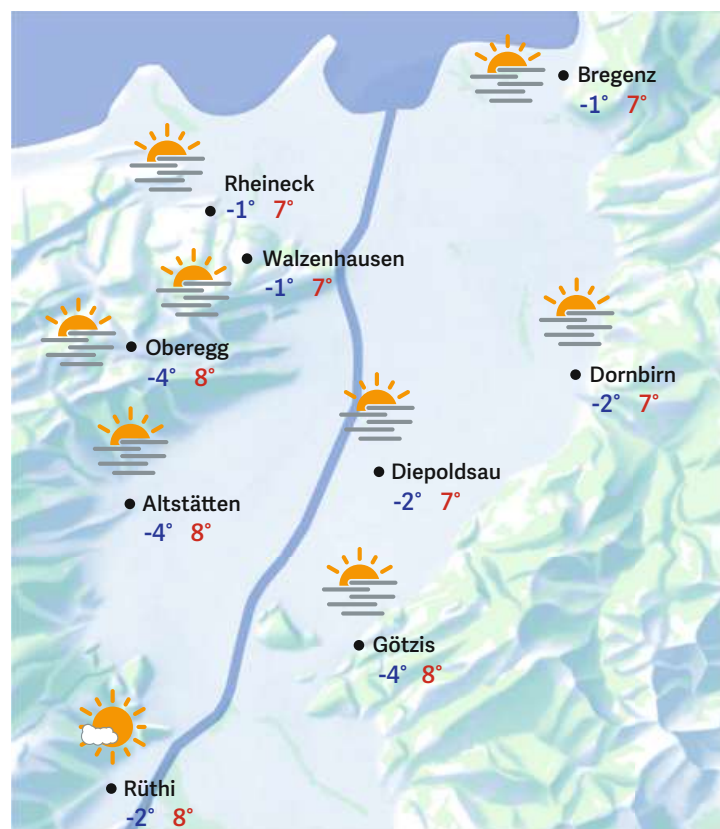 Bregenz
-1° 7°
Rheineck
-1° 7°
Walzenhausen
-1° 7°
Oberegg
-4° 8°
Dornbirn
-2° 7°
Diepoldsau
-2° 7°
Altstätten
-4° 8°
Götzis
-4° 8°
Rüthi
-2° 8°